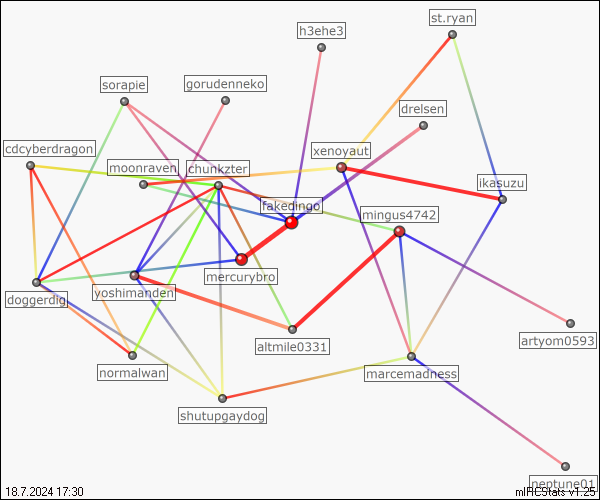 st.ryan
h3ehe3
sorapie
gorudenneko
drelsen
cdcyberdragon
xenoyaut
moonraven
chunkzter
ikasuzu
fakedingo
mingus4742
mercurybro
doggerdig
yoshimanden
artyom0593
altmile0331
normalwan
marcemadness
shutupgaydog
neptune01
18.7.2024 17:30
mIRCStats v1.25